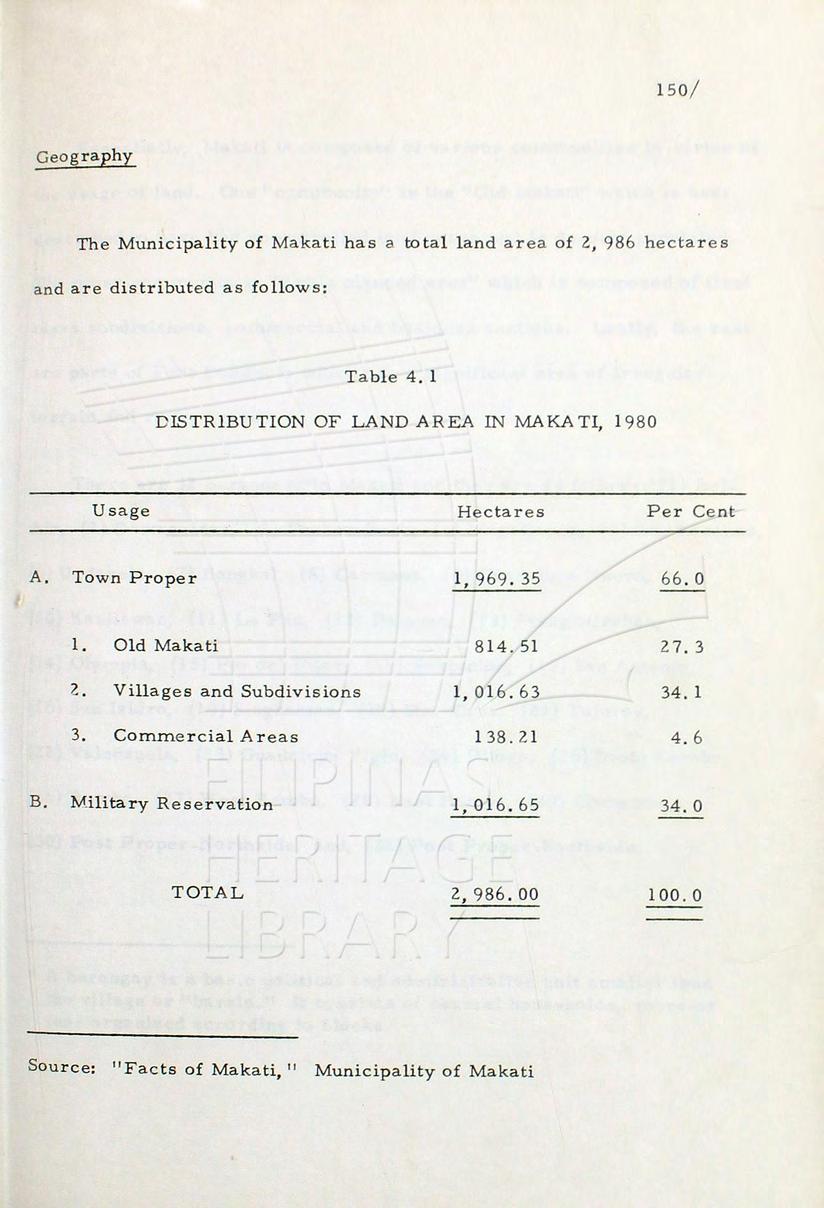 150/
Geography
The Municipality of Makati has a total land area of 2, 986 hectares
and are distributed as follows:
Table 4. 1
DISTRIBUTION OF LAND AREA IN MAKATI, 1980
Usage Hectares Per Cent
A. Town Proper 1, 969. 35 66. 0
1. Old Makati 814. 51 27. 3
2. Villages and Subdivisions 1, 016. 63 34. 1
3. Commercial Areas 138. 21 4. 6
B. Military Reservation 1, 016. 65 34. 0
TOTAL 2, 986. 00 100. 0
FILIPINAS
HERITAGE
LIBRARY
Source: "Facts of Makati, " Municipality of Makati